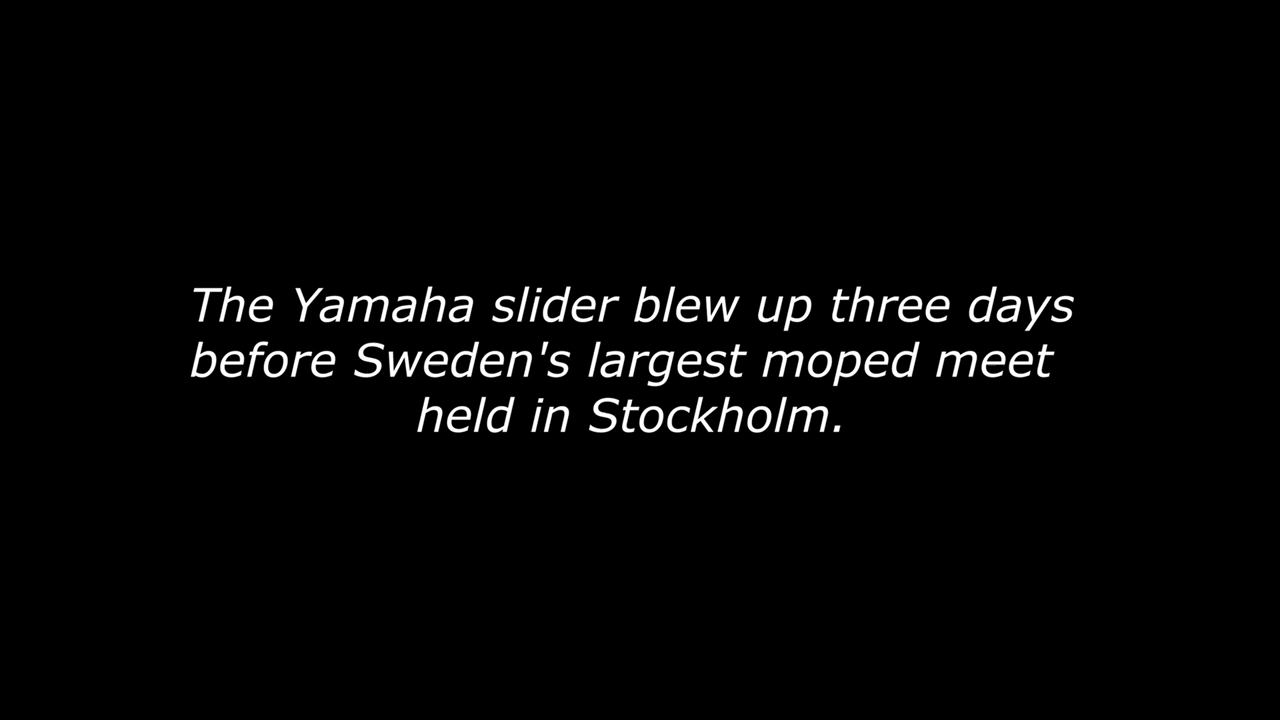 The Yamaha slider blew up three days
before Sweden's largest moped meet
held in Stockholm.